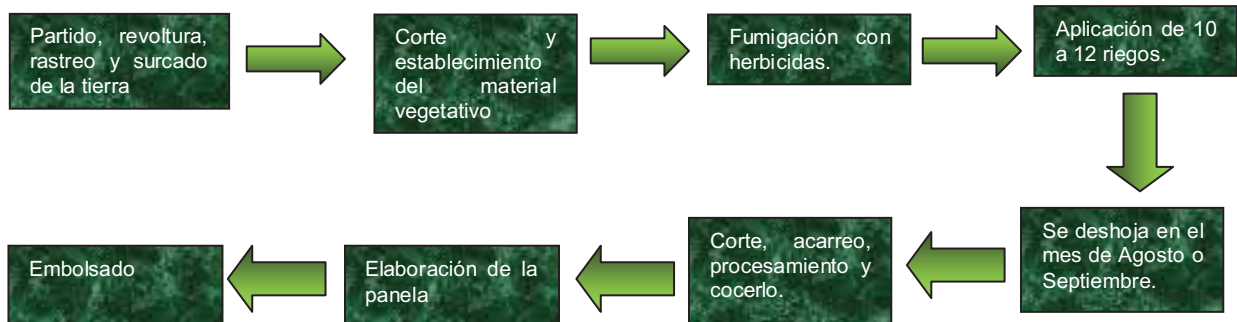 Partido, revoltura,
rastreo y surcado
de la tierra
Corte y
establecimiento
del material
vegetativo
Fumigación con
herbicidas.
Aplicación de 10
a 12 riegos.
Se deshoja en el
mes de Agosto o
Septiembre.
Corte, acarreo,
procesamiento y
cocerlo.
Elaboración de la
panela
Embolsado